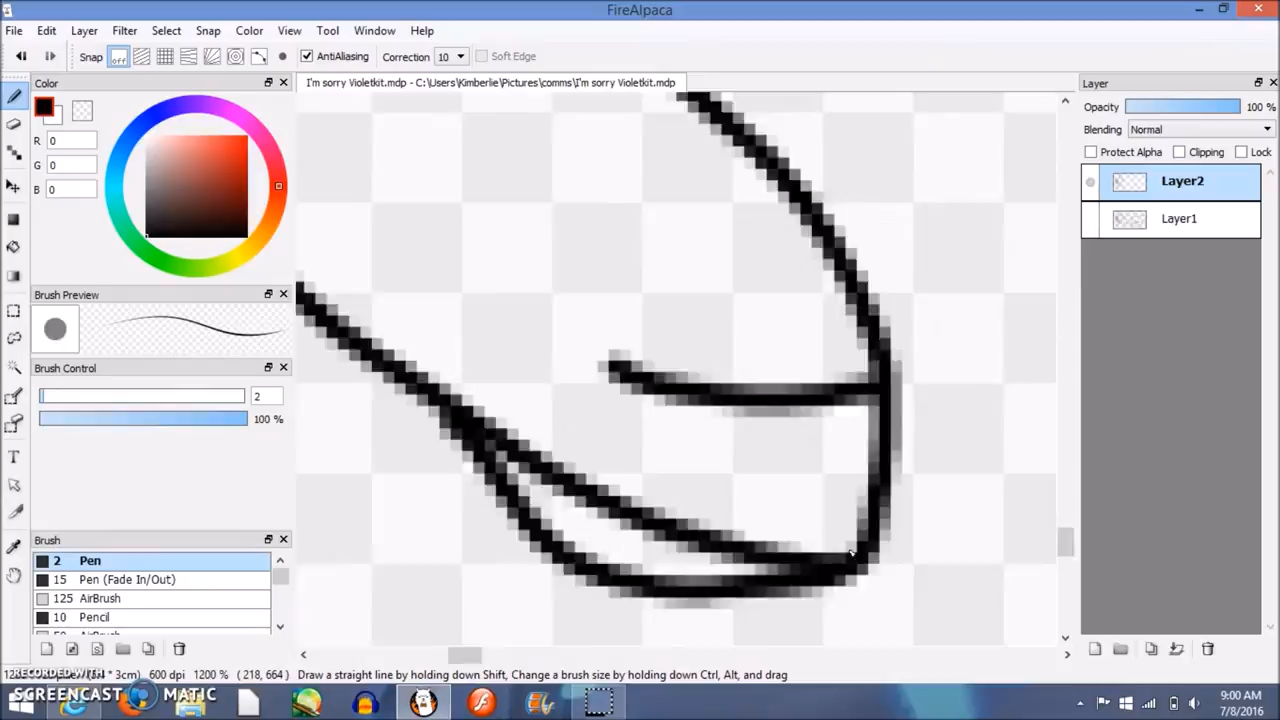 FireAlpaca
File Edit Layer Filter Select Snap Color View Tool Window Help
Snap off AntiAliasing Correction 10 Soft Edge
Color
I'm sorry Violetkit.mdp - C:\Users\Kimberlie\Pictures\comms\I'm sorry Violetkit.mdp
Layer
R 0
G 0
B 0
Opacity 100 %
Blending Normal
Protect Alpha Clipping Lock
Layer2
Layer1
Brush Preview
Brush Control
2
100 %
Brush
2 Pen
15 Pen (Fade In/Out)
125 AirBrush
10 Pencil
AirBrush
T
3cm) 600 dpi 1200 % ( 218, 664 ) Draw a straight line by holding down Shift, Change a brush size by holding down Ctrl, Alt, and drag
RECORDED WITH
SCREENCAST MATIC
9:00 AM
7/8/2016